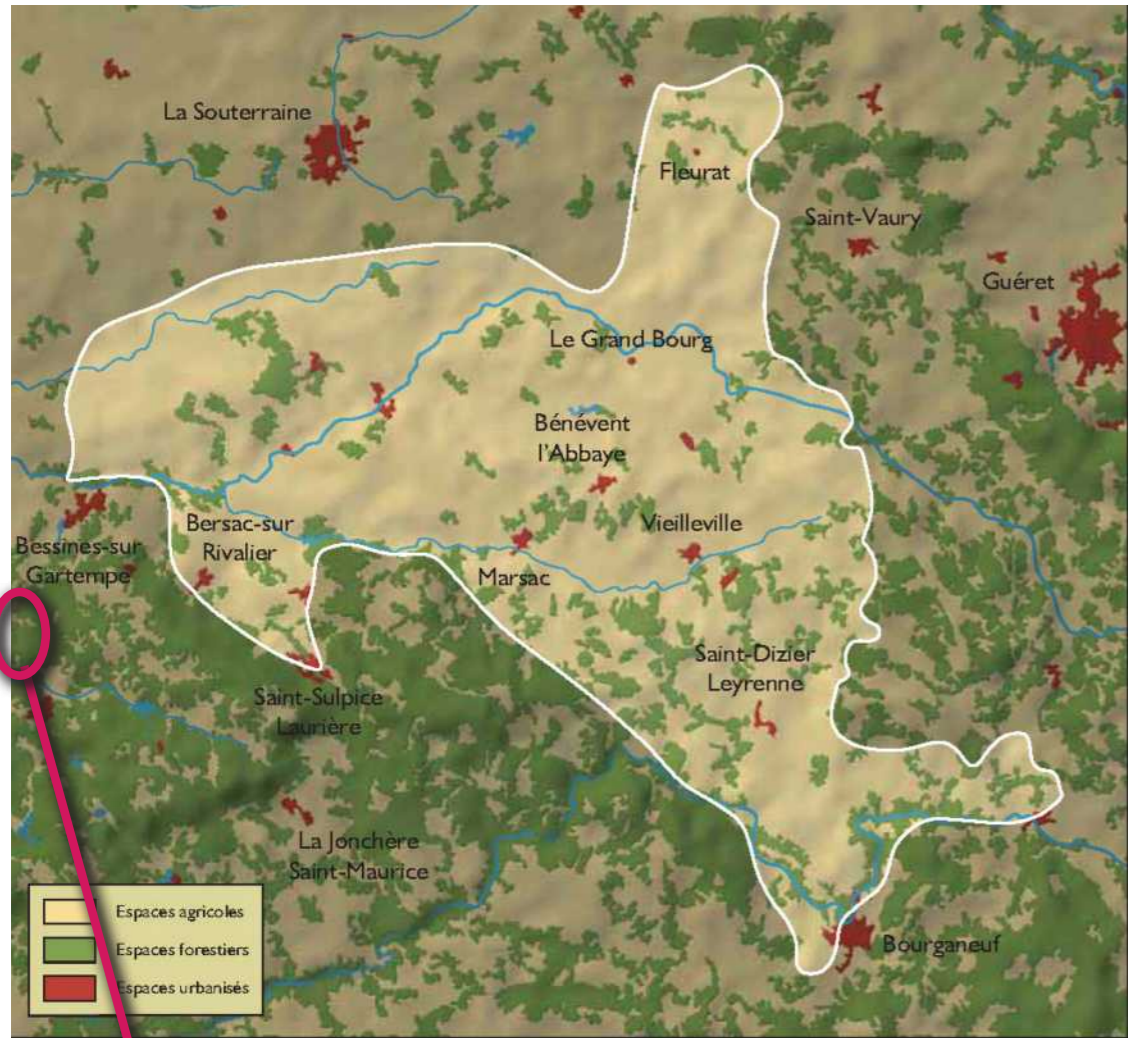 La Souterraine
Fleurat
Saint-Vaury
Guéret
Le Grand Bourg
Bénévent
l'Abbaye
Bersac-sur
Rivalier
Vieilleville
Bessines-sur
Gartempe
Marsac
Saint-Dizier
Leyrenne
Saint-Sulpice
Laurière
La Jonchère
Saint-Maurice
Bourganeuf
Espaces agricoles
Espaces forestiers
Espaces urbanisés